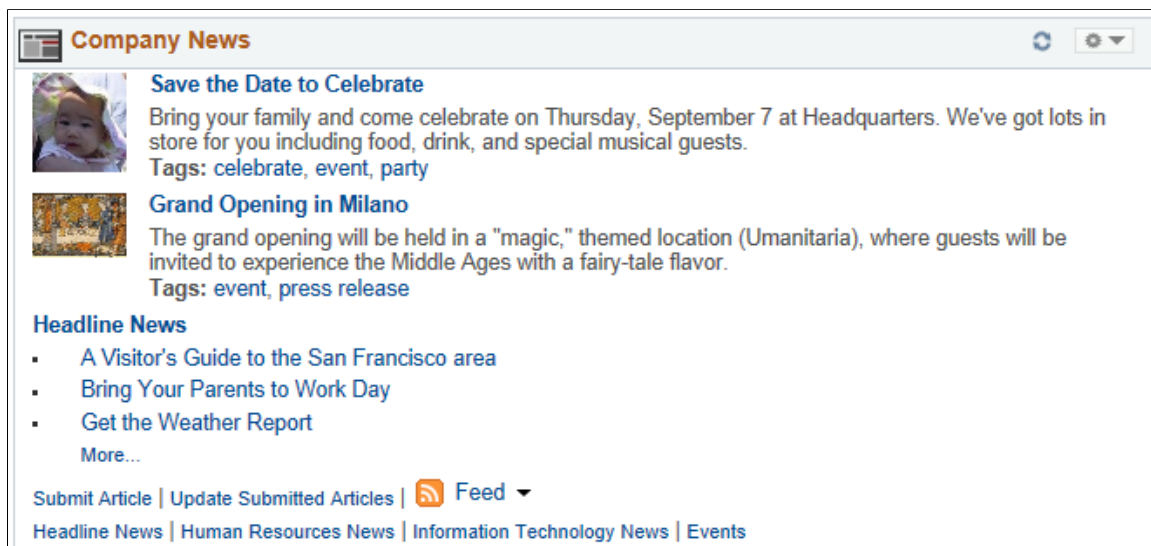 Company News
Save the Date to Celebrate
Bring your family and come celebrate on Thursday, September 7 at Headquarters. We've got lots in
store for you including food, drink, and special musical guests.
Tags: celebrate, event, party
Grand Opening in Milano
The grand opening will be held in a "magic," themed location (Umanitaria), where guests will be
invited to experience the Middle Ages with a fairy-tale flavor.
Tags: event, press release
Headline News
A Visitor's Guide to the San Francisco area
Bring Your Parents to Work Day
Get the Weather Report
More...
Submit Article | Update Submitted Articles | Feed
Headline News | Human Resources News | Information Technology News | Events